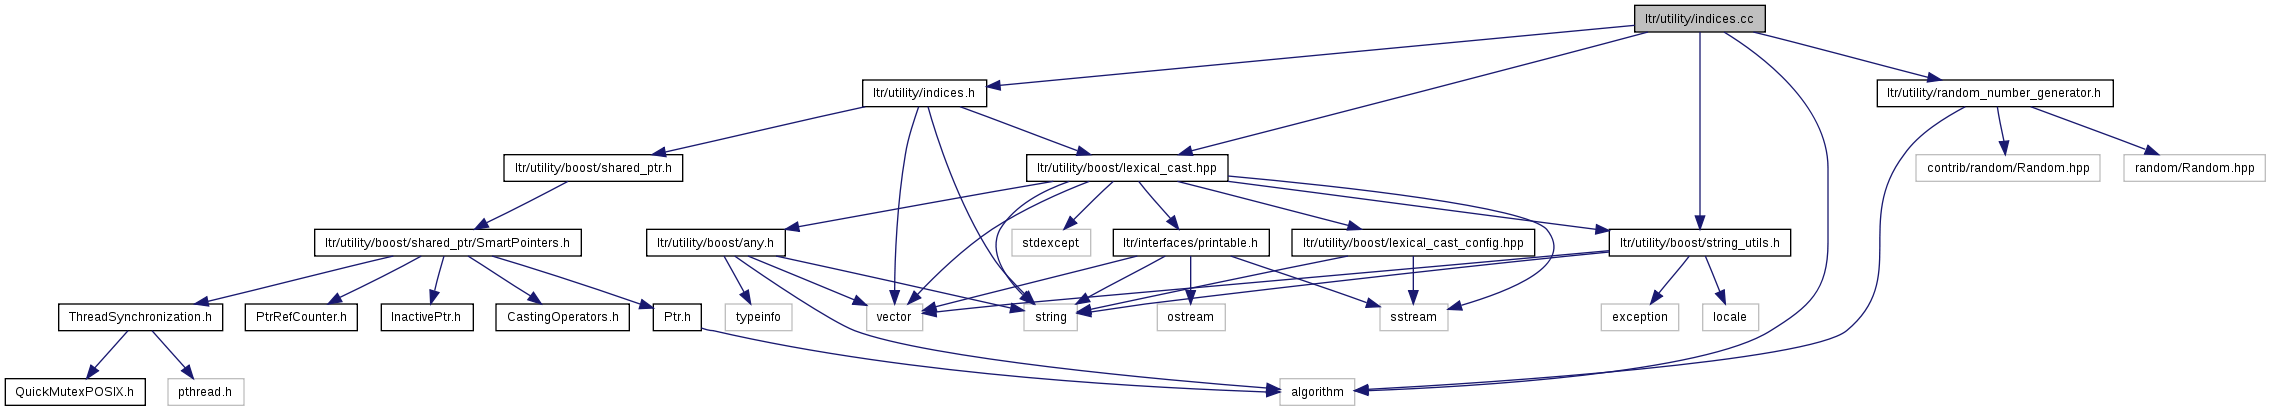 ltr/utility/indices.cc
ltr/utility/indices.h
ltr/utility/random_number_generator.h
ltr/utility/boost/shared_ptr.h
ltr/utility/boost/lexical_cast.hpp
contrib/random/Random.hpp
random/Random.hpp
ltr/utility/boost/shared_ptr/SmartPointers.h
ltr/utility/boost/any.h
stdexcept
ltr/interfaces/printable.h
ltr/utility/boost/lexical_cast_config.hpp
ltr/utility/boost/string_utils.h
ThreadSynchronization.h
PtrRefCounter.h
InactivePtr.h
CastingOperators.h
Ptr.h
typeinfo
vector
string
ostream
sstream
exception
locale
QuickMutexPOSIX.h
pthread.h
algorithm